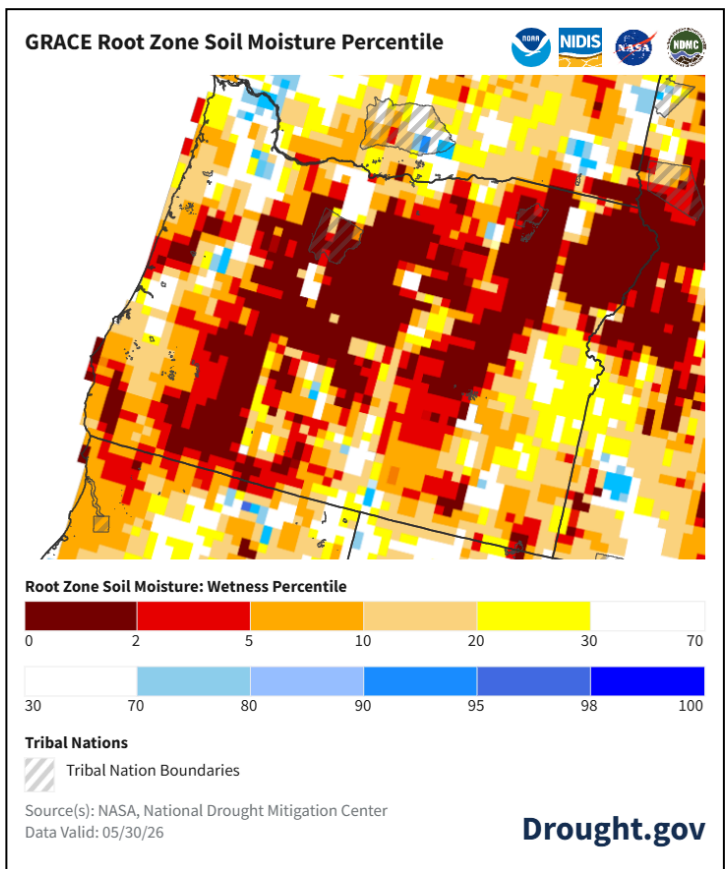 GRACE Root Zone Soil Moisture Percentile
NOAA
NIDIS
NASA
NDMC
Root Zone Soil Moisture: Wetness Percentile
0 2 5 10 20 30 70
30 70 80 90 95 98 100
Tribal Nations
Tribal Nation Boundaries
Source(s): NASA, National Drought Mitigation Center
Data Valid: 05/30/26
Drought.gov